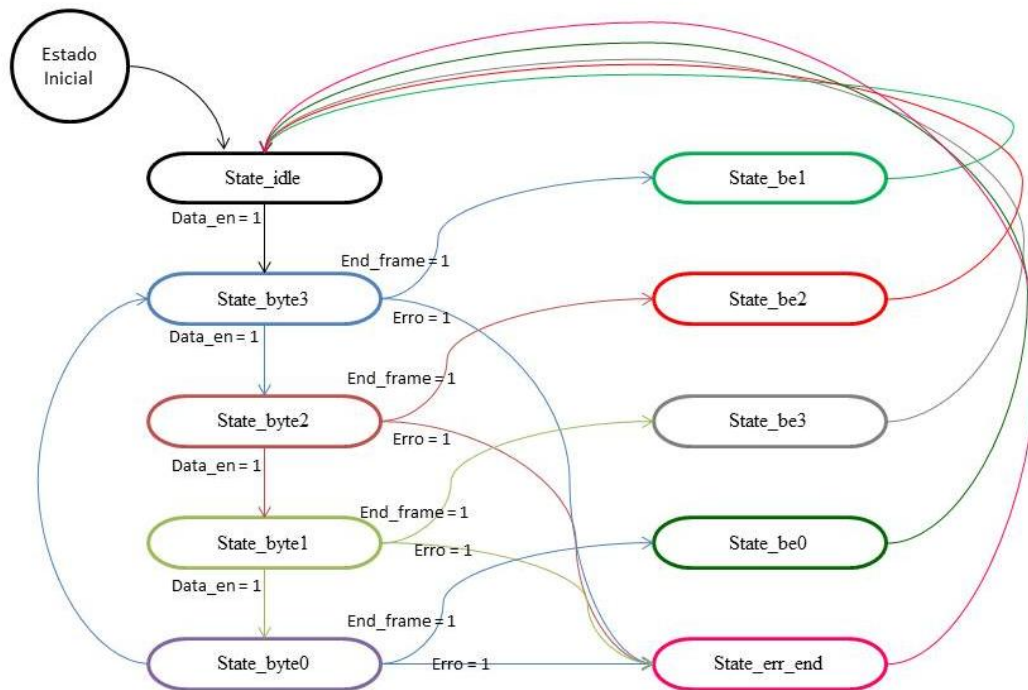 Estado
Inicial
State_idle
State_be1
Data_en = 1
End_frame = 1
State_byte3
State_be2
Erro = 1
Data_en = 1
End_frame = 1
State_byte2
State_be3
Erro = 1
Data_en = 1
End_frame = 1
State_byte1
State_be0
Erro = 1
Data_en = 1
End_frame = 1
State_byte0
Erro = 1
State_err_end